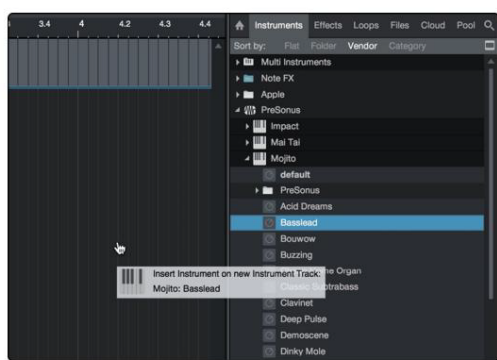 3.4 4 4.2 4.3 4.4
Instruments Effects Loops Files Cloud Pool
Sort by: Flat Folder Vendor Category
Multi Instruments
Note FX
Apple
PreSonus
Impact
Mai Tai
Mojito
default
PreSonus
Acid Dreams
Basslead
Bouwow
Buzzing
Organ
Insert Instrument on new Instrument Track:
Mojito: Basslead
Classic Subtrabass
Clavinet
Deep Pulse
Demoscene
Dinky Mole